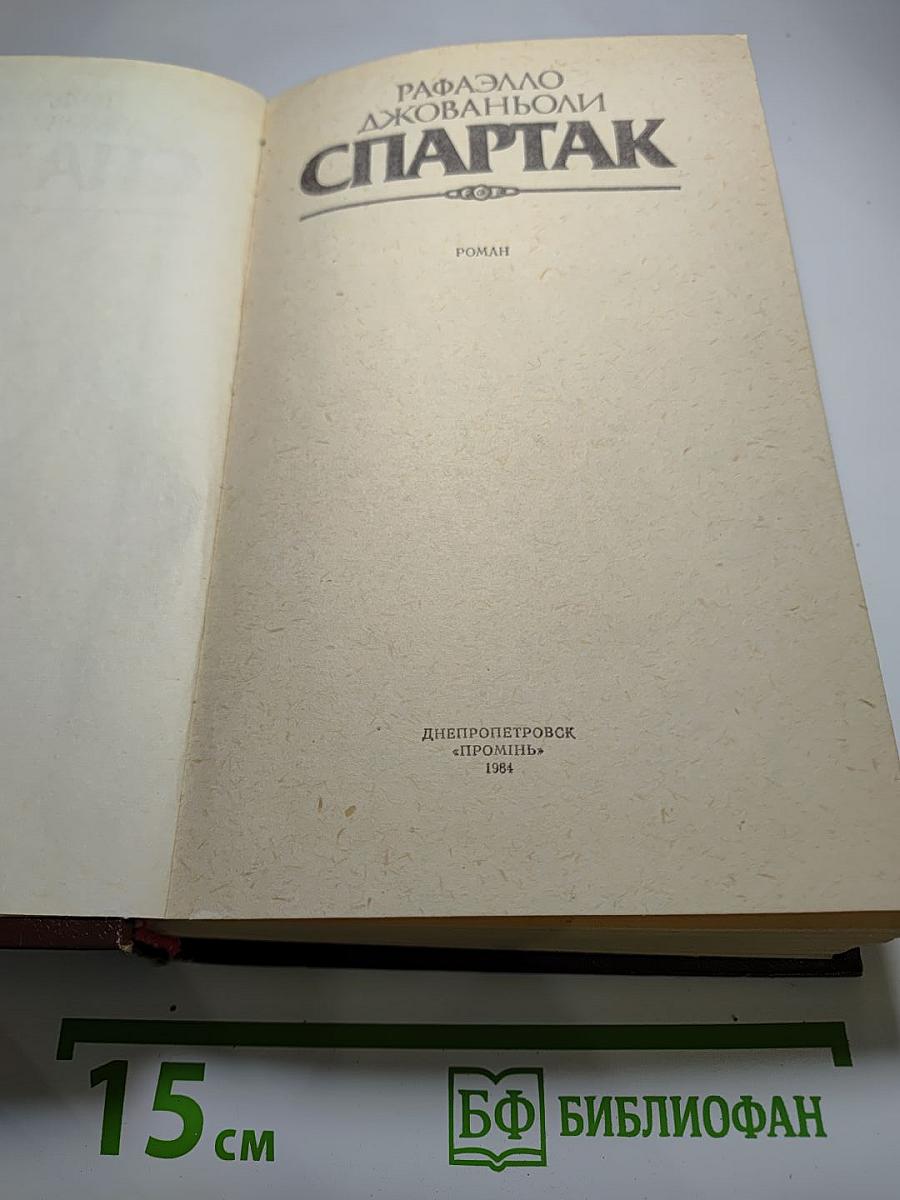 РАФАЭЛЛО
ДЖОВАНЬОЛИ
СПАРТАК
РОМАН
ДНЕПРОПЕТРОВСК
«ПРОМІНЬ»
1984
15 см
БФ БИБЛИОФАН